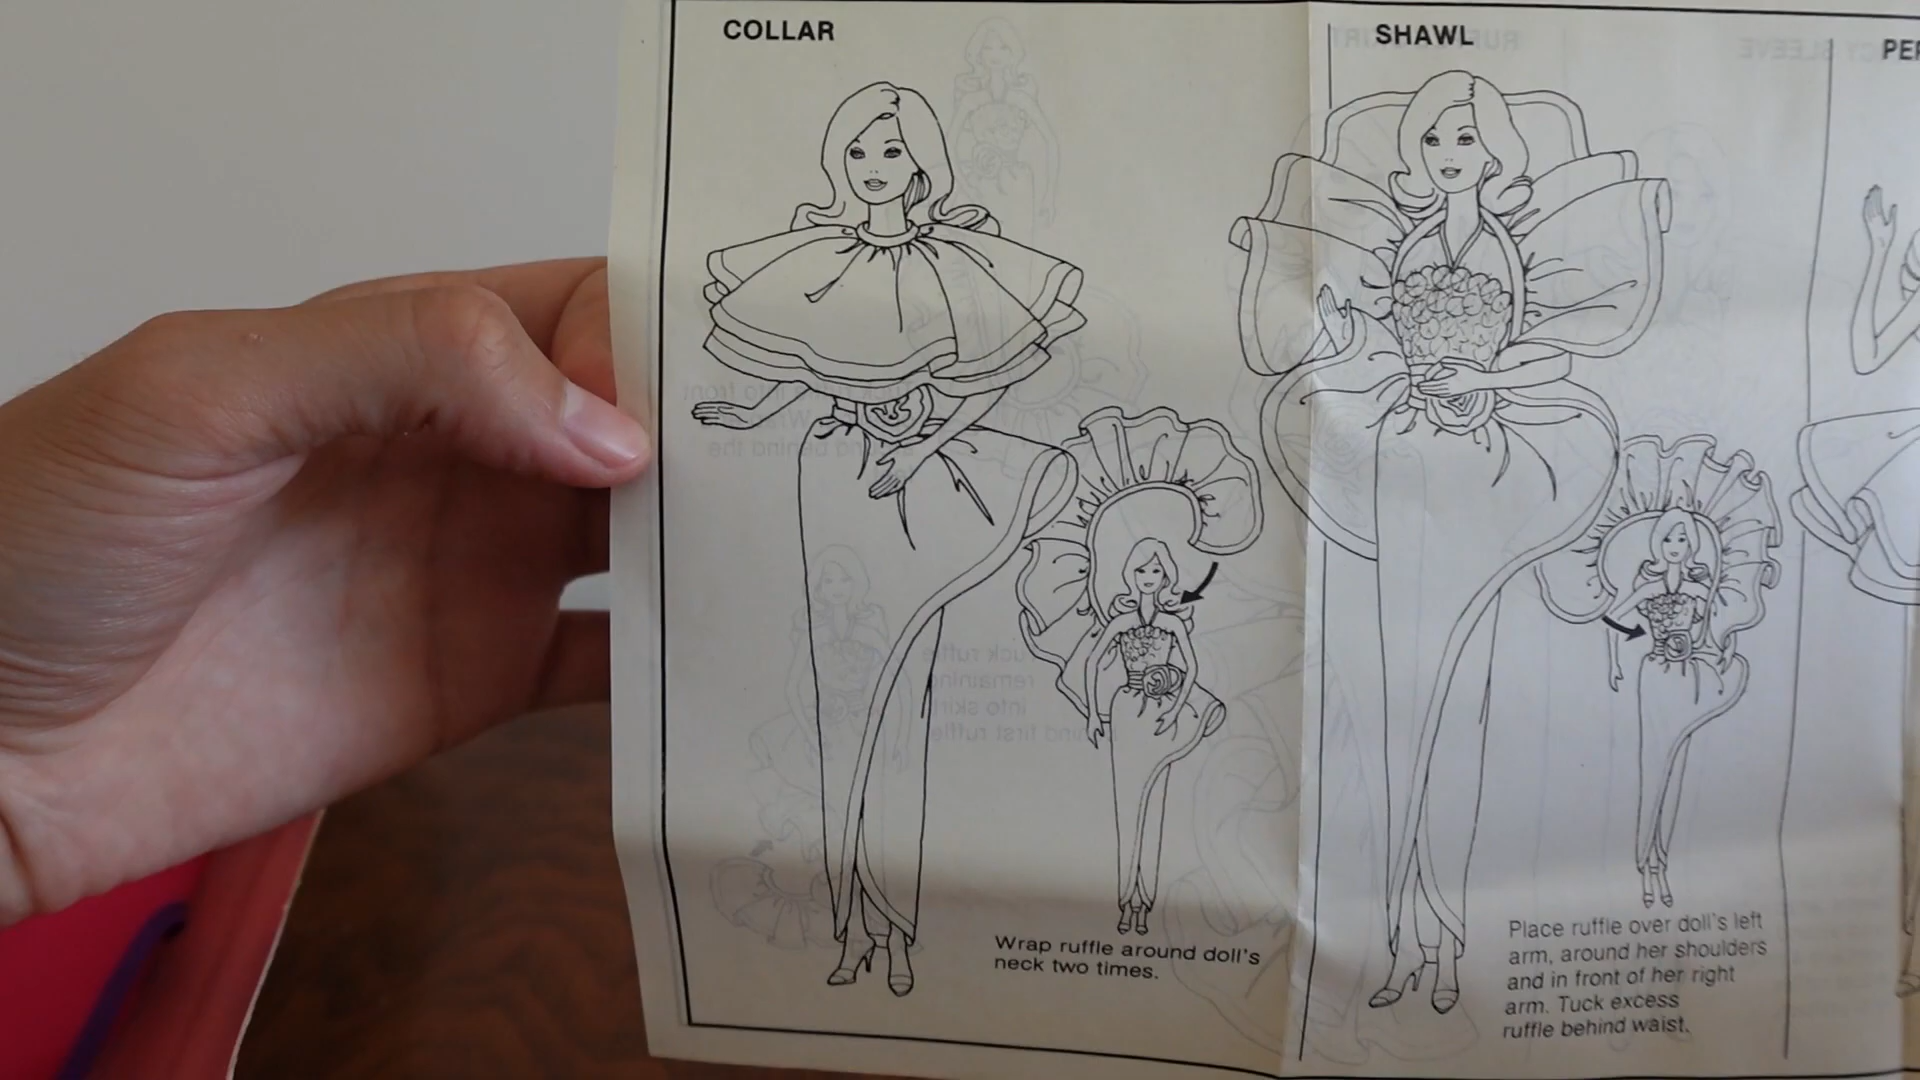 COLLAR
Wrap ruffle around doll's
neck two times.
SHAWL
Place ruffle over doll's left
arm, around her shoulders
and in front of her right
arm. Tuck excess
ruffle behind waist.